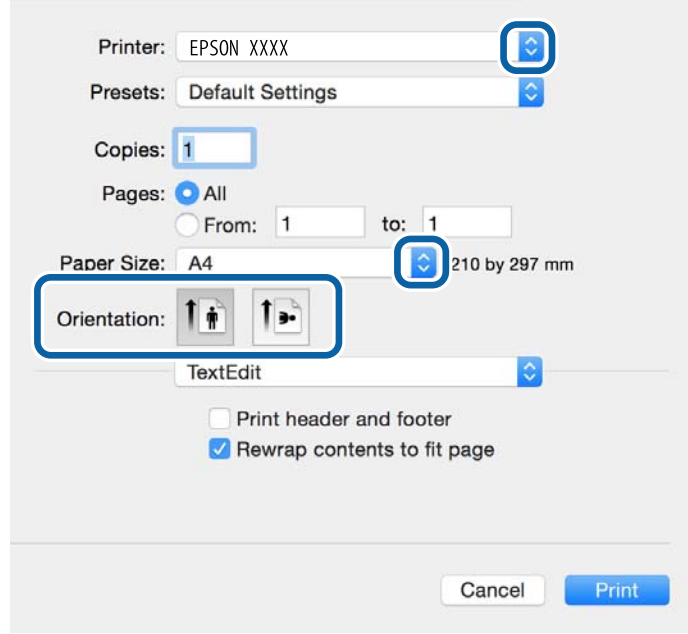 Printer: EPSON XXXX
Presets: Default Settings
Copies: 1
Pages: All
From: 1 to: 1
Paper Size: A4 210 by 297 mm
Orientation:
TextEdit
Print header and footer
Rewrap contents to fit page
Cancel Print